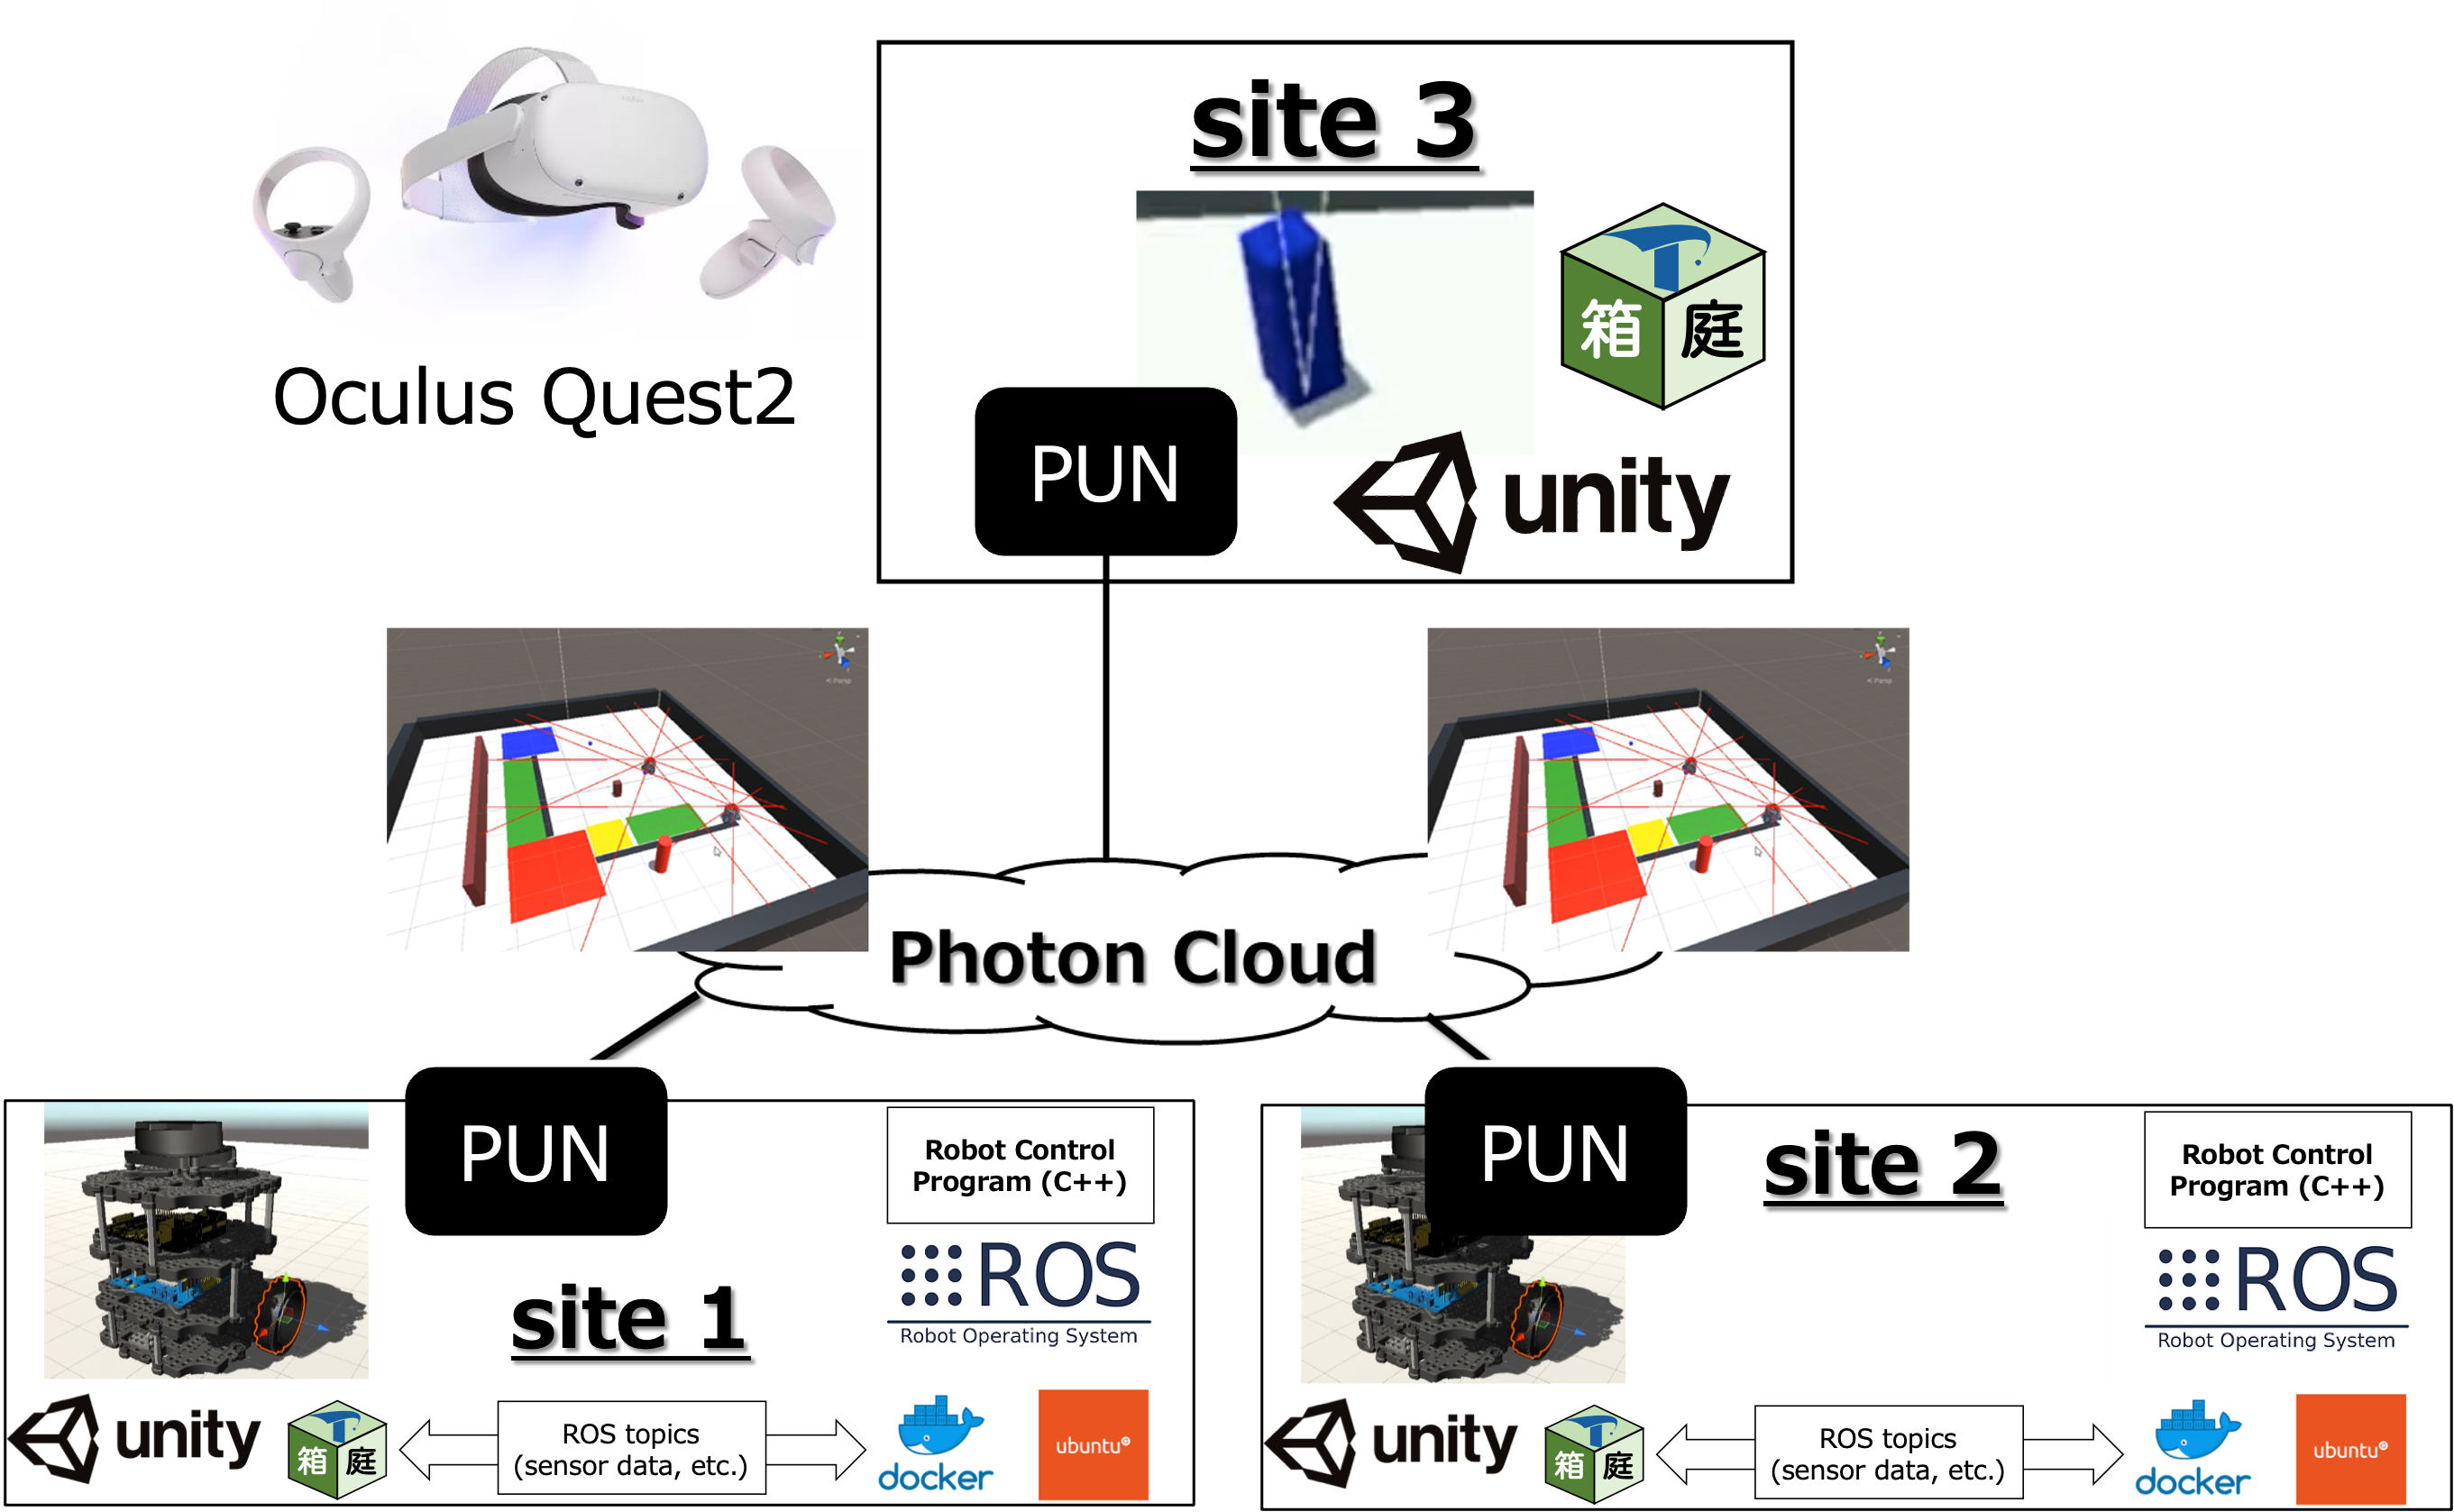 site 3
箱 庭
Oculus Quest2
PUN
unity
< Persp
< Persp
Photon Cloud
PUN
Robot Control
Program (C++)
ROS
Robot Operating System
site 1
unity
箱 庭
ROS topics
(sensor data, etc.)
docker
ubuntu
PUN
site 2
Robot Control
Program (C++)
ROS
Robot Operating System
unity
箱 庭
ROS topics
(sensor data, etc.)
docker
ubuntu